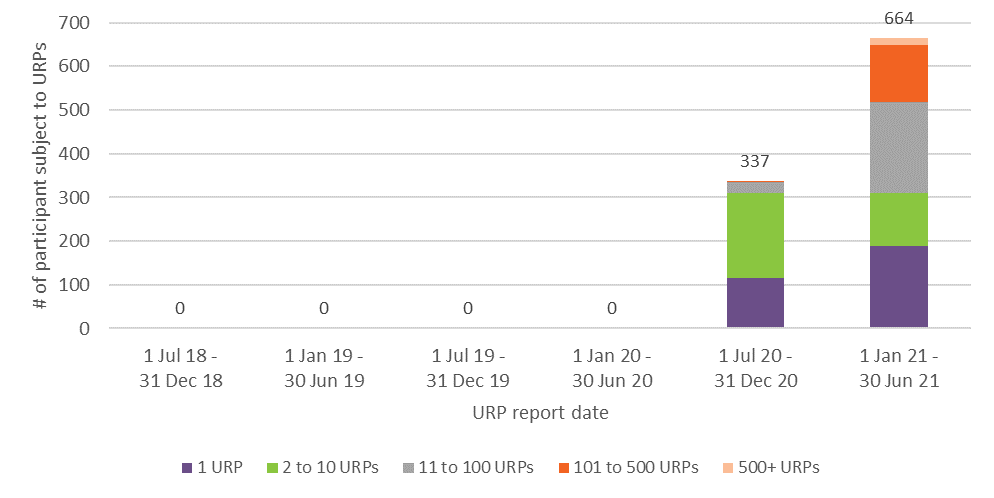 # of participant subject to URPs
700
600
500
400
300
200
100
0
0
0
0
0
337
664
1 Jul 18 -
31 Dec 18
1 Jan 19 -
30 Jun 19
1 Jul 19 -
31 Dec 19
1 Jan 20 -
30 Jun 20
1 Jul 20 -
31 Dec 20
1 Jan 21 -
30 Jun 21
URP report date
1 URP
2 to 10 URPs
11 to 100 URPs
101 to 500 URPs
500+ URPs